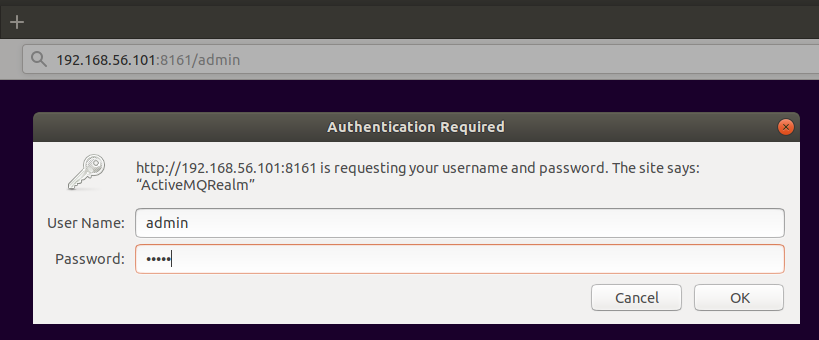 192.168.56.101:8161/admin
Authentication Required
http://192.168.56.101:8161 is requesting your username and password. The site says:
“ActiveMQRealm”
User Name: admin
Password: •••••
Cancel OK